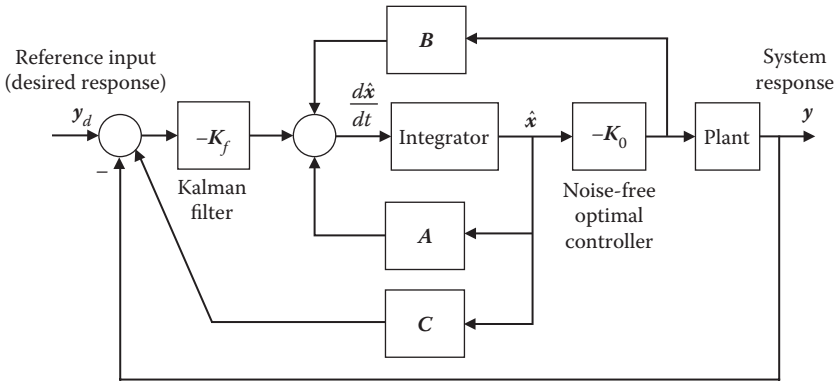 B
Reference input
(desired response)
System
response
y_d
dx̂/dt
x̂
y
−K_f
Integrator
−K_0
Plant
−
Kalman
filter
Noise-free
optimal
controller
A
C